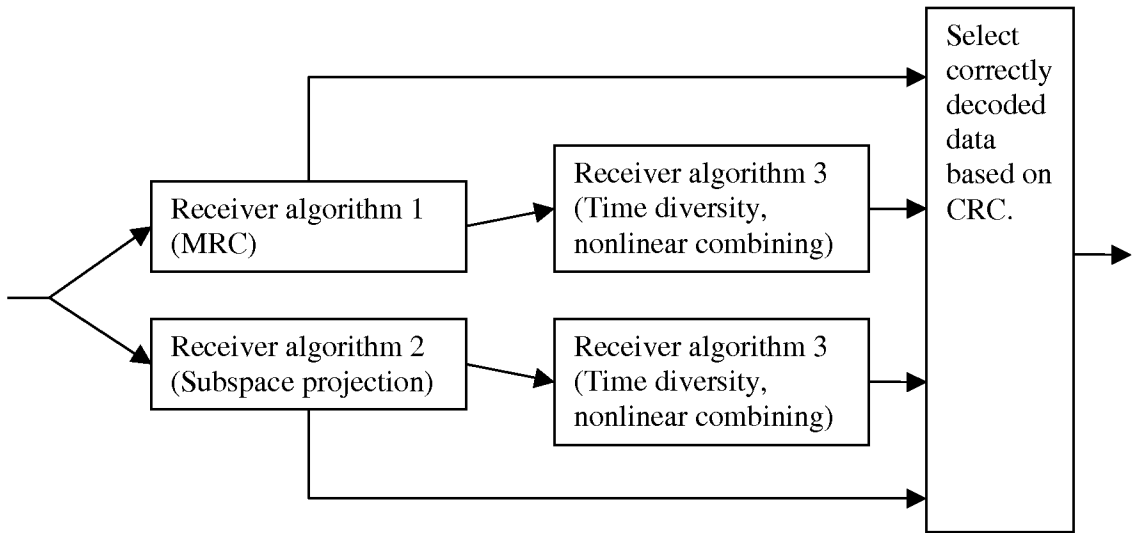 Receiver algorithm 1
(MRC)
Receiver algorithm 3
(Time diversity,
nonlinear combining)
Receiver algorithm 2
(Subspace projection)
Receiver algorithm 3
(Time diversity,
nonlinear combining)
Select
correctly
decoded
data
based on
CRC.